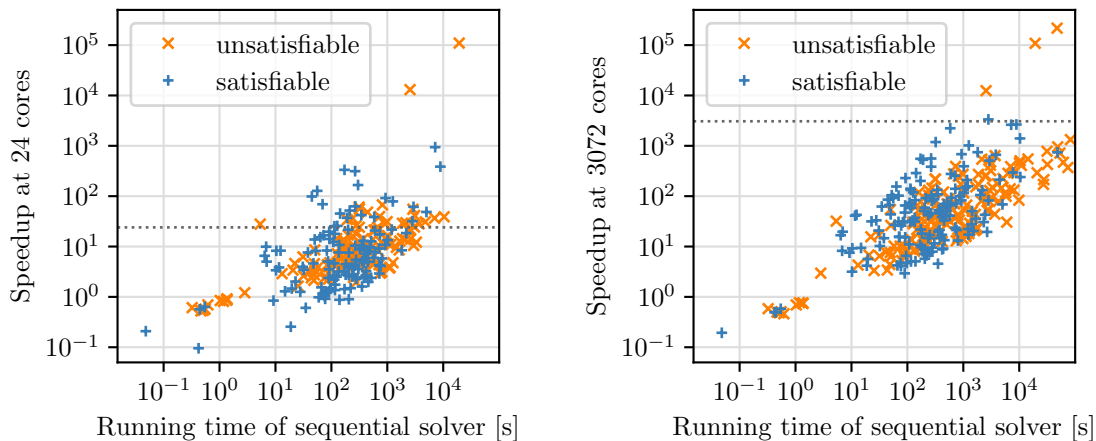 Speedup at 24 cores
10^5
10^4
10^3
10^2
10^1
10^0
10^−1
unsatisfiable
satisfiable
10^−1 10^0 10^1 10^2 10^3 10^4
Running time of sequential solver [s]
Speedup at 3072 cores
10^5
10^4
10^3
10^2
10^1
10^0
10^−1
unsatisfiable
satisfiable
10^−1 10^0 10^1 10^2 10^3 10^4
Running time of sequential solver [s]